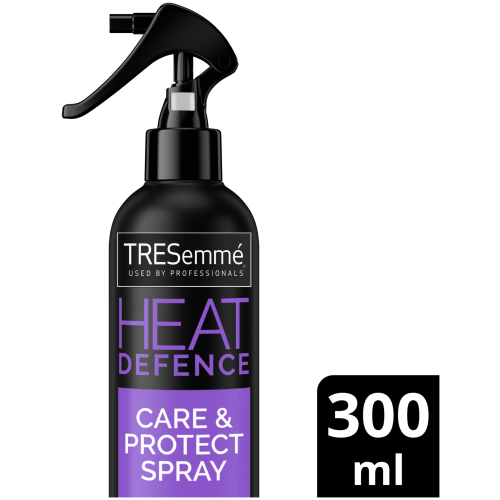 TRESemmé
USED BY PROFESSIONALS
HEAT
DEFENCE
CARE &
PROTECT
SPRAY
300
ml